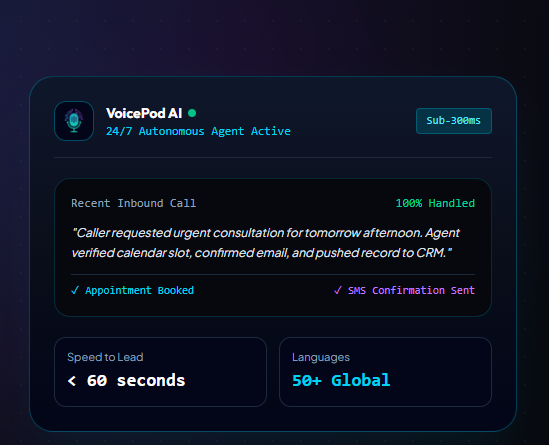 VoicePod AI
24/7 Autonomous Agent Active
Sub-300ms
Recent Inbound Call
100% Handled
"Caller requested urgent consultation for tomorrow afternoon. Agent
verified calendar slot, confirmed email, and pushed record to CRM."
✓ Appointment Booked
✓ SMS Confirmation Sent
Speed to Lead
< 60 seconds
Languages
50+ Global